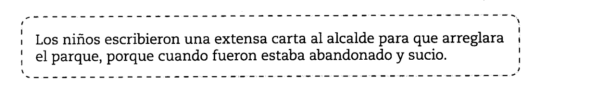 Los niños escribieron una extensa carta al alcalde para que arreglara
el parque, porque cuando fueron estaba abandonado y sucio.